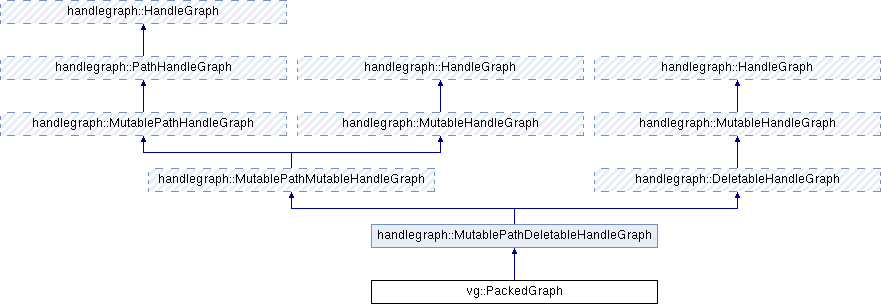 handlegraph::HandleGraph
handlegraph::PathHandleGraph
handlegraph::HandleGraph
handlegraph::HandleGraph
handlegraph::MutablePathHandleGraph
handlegraph::MutableHandleGraph
handlegraph::MutableHandleGraph
handlegraph::MutablePathMutableHandleGraph
handlegraph::DeletableHandleGraph
handlegraph::MutablePathDeletableHandleGraph
vg::PackedGraph